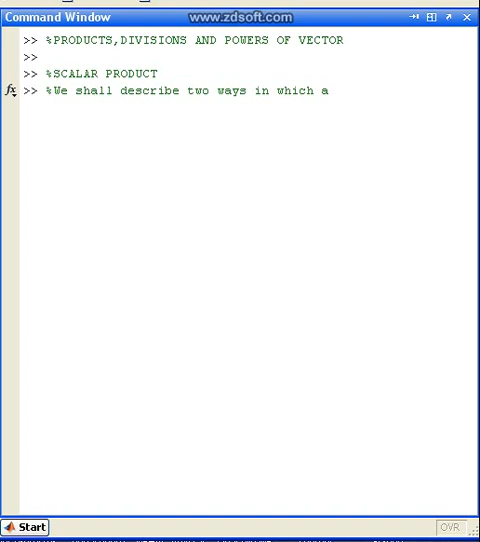 Command Window
www.zdsoft.com
>> %PRODUCTS,DIVISIONS AND POWERS OF VECTOR
>>
>> %SCALAR PRODUCT
fx >> %We shall describe two ways in which a
Start
OVR